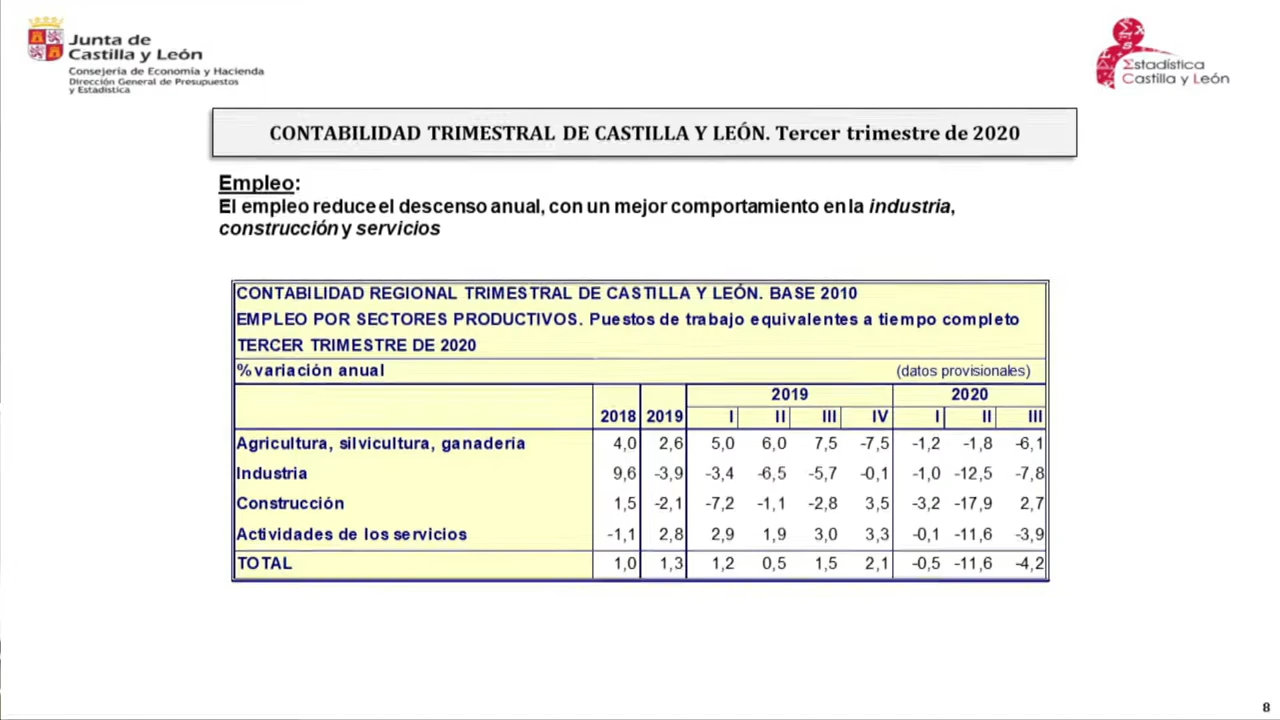 Junta de
Castilla y León
Consejería de Economía y Hacienda
Dirección General de Presupuestos
y Estadística
Estadística
Castilla y León
CONTABILIDAD TRIMESTRAL DE CASTILLA Y LEÓN. Tercer trimestre de 2020
Empleo:
El empleo reduce el descenso anual, con un mejor comportamiento en la industria,
construcción y servicios
CONTABILIDAD REGIONAL TRIMESTRAL DE CASTILLA Y LEÓN. BASE 2010
EMPLEO POR SECTORES PRODUCTIVOS. Puestos de trabajo equivalentes a tiempo completo
TERCER TRIMESTRE DE 2020
% variación anual (datos provisionales)
2019 2020
2018 2019 I II III IV I II III
Agricultura, silvicultura, ganadería 4,0 2,6 5,0 6,0 7,5 -7,5 -1,2 -1,8 -6,1
Industria 9,6 -3,9 -3,4 -6,5 -5,7 -0,1 -1,0 -12,5 -7,8
Construcción 1,5 -2,1 -7,2 -1,1 -2,8 3,5 -3,2 -17,9 2,7
Actividades de los servicios -1,1 2,8 2,9 1,9 3,0 3,3 -0,1 -11,6 -3,9
TOTAL 1,0 1,3 1,2 0,5 1,5 2,1 -0,5 -11,6 -4,2
8